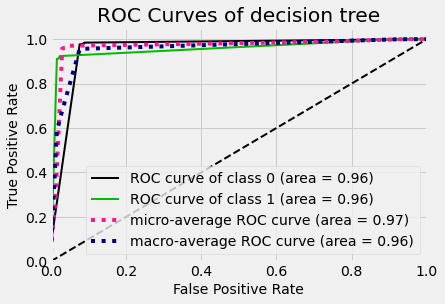 ROC Curves of decision tree
True Positive Rate
1.0
0.8
0.6
0.4
0.2
0.0
ROC curve of class 0 (area = 0.96)
ROC curve of class 1 (area = 0.96)
micro-average ROC curve (area = 0.97)
macro-average ROC curve (area = 0.96)
0.0 0.2 0.4 0.6 0.8 1.0
False Positive Rate